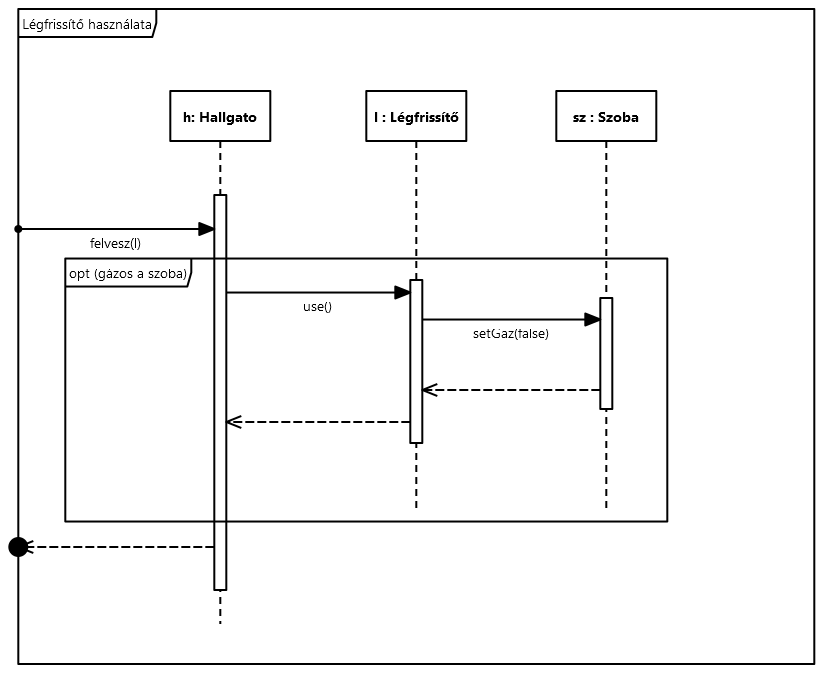 Légfrissítő használata
h: Hallgato
l : Légfrissítő
sz : Szoba
felvesz(l)
opt (gázos a szoba)
use()
setGaz(false)